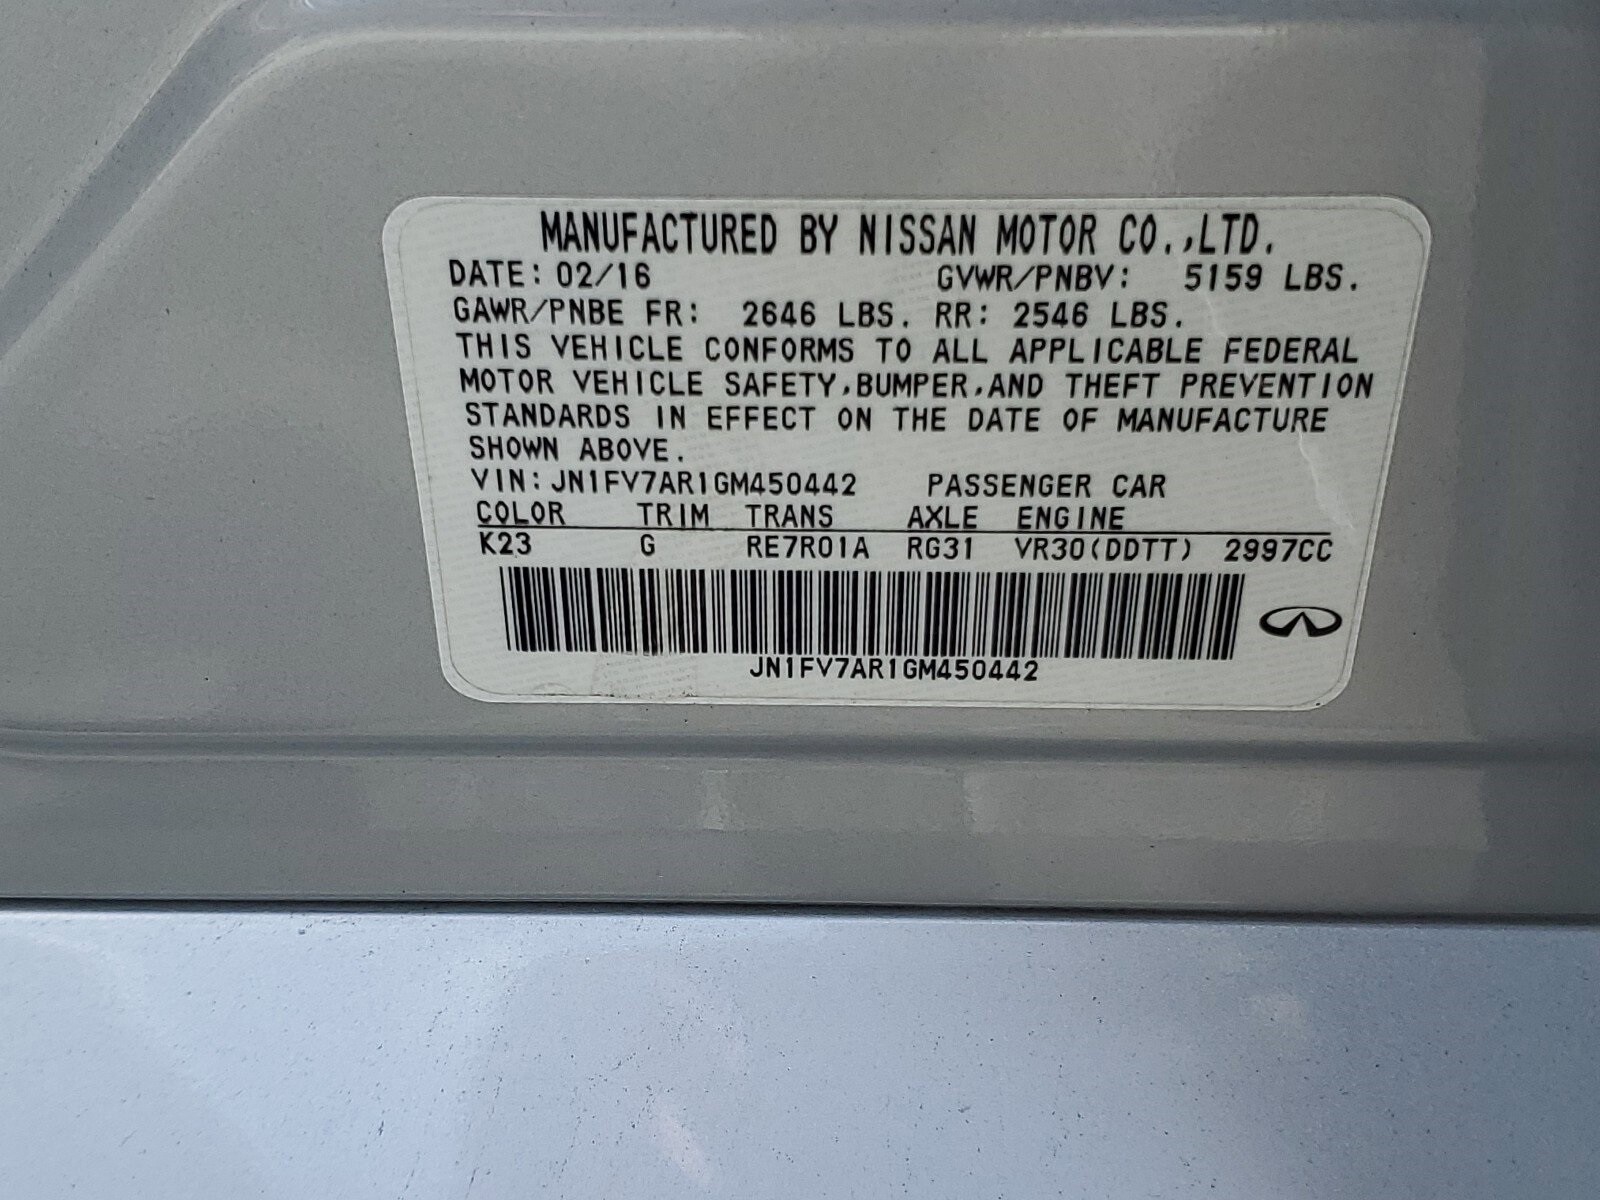 MANUFACTURED BY NISSAN MOTOR CO.,LTD.
DATE: 02/16 GVWR/PNBV: 5159 LBS.
GAWR/PNBE FR: 2646 LBS. RR: 2546 LBS.
THIS VEHICLE CONFORMS TO ALL APPLICABLE FEDERAL
MOTOR VEHICLE SAFETY,BUMPER,AND THEFT PREVENTION
STANDARDS IN EFFECT ON THE DATE OF MANUFACTURE
SHOWN ABOVE.
VIN: JN1FV7AR1GM450442 PASSENGER CAR
COLOR TRIM TRANS AXLE ENGINE
K23 G RE7R01A RG31 VR30(DDTT) 2997CC
JN1FV7AR1GM450442